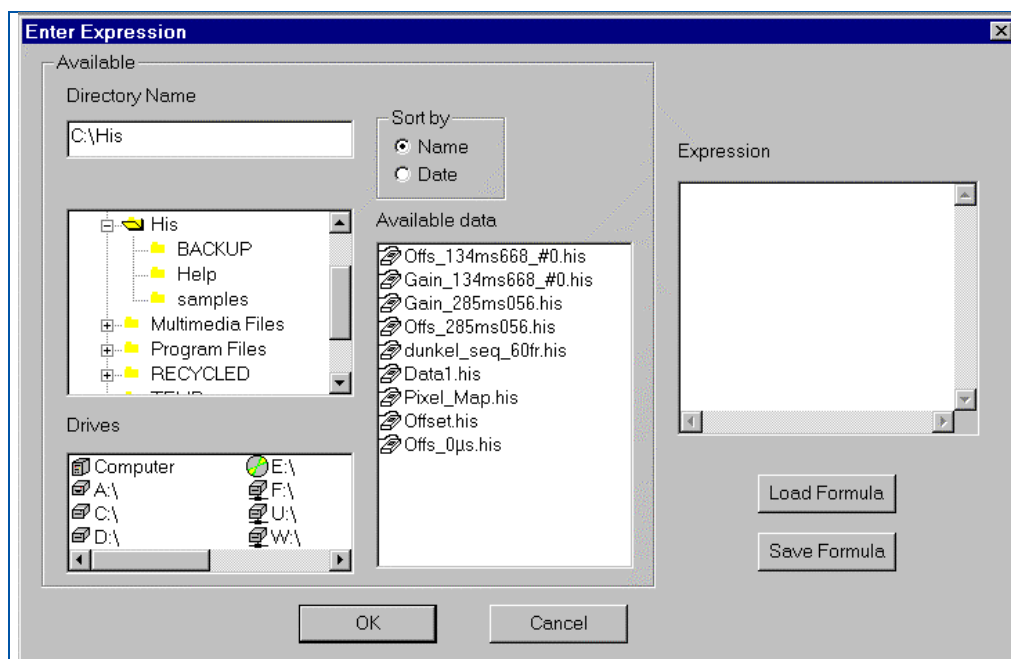 Enter Expression
Available
Directory Name
C:\His
Sort by
Name
Date
His
BACKUP
Help
samples
Multimedia Files
Program Files
RECYCLED
Drives
Computer
A:\
C:\
D:\
E:\
F:\
U:\
W:\
Available data
Offs_134ms668_#0.his
Gain_134ms668_#0.his
Gain_285ms056.his
Offs_285ms056.his
dunkel_seq_60fr.his
Data1.his
Pixel_Map.his
Offset.his
Offs_0µs.his
Expression
Load Formula
Save Formula
OK
Cancel